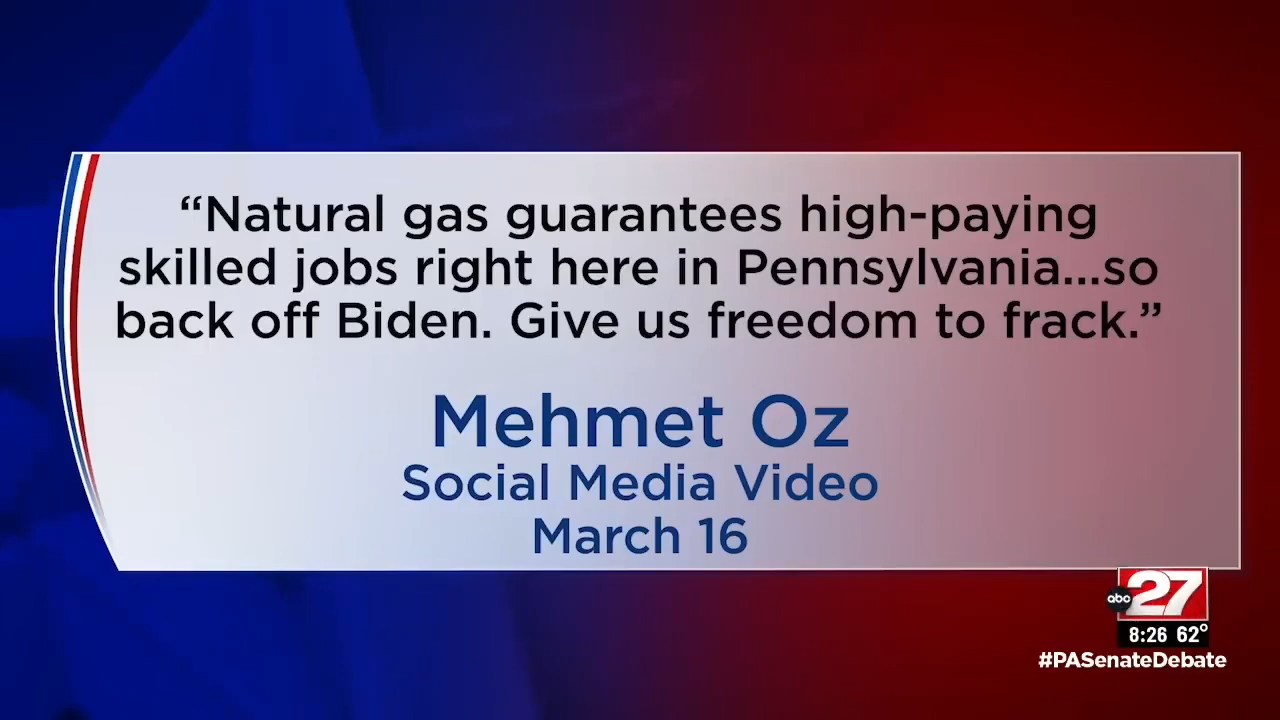 “Natural gas guarantees high-paying
skilled jobs right here in Pennsylvania...so
back off Biden. Give us freedom to frack.”
Mehmet Oz
Social Media Video
March 16
abc 27
8:26 62°
#PASenateDebate